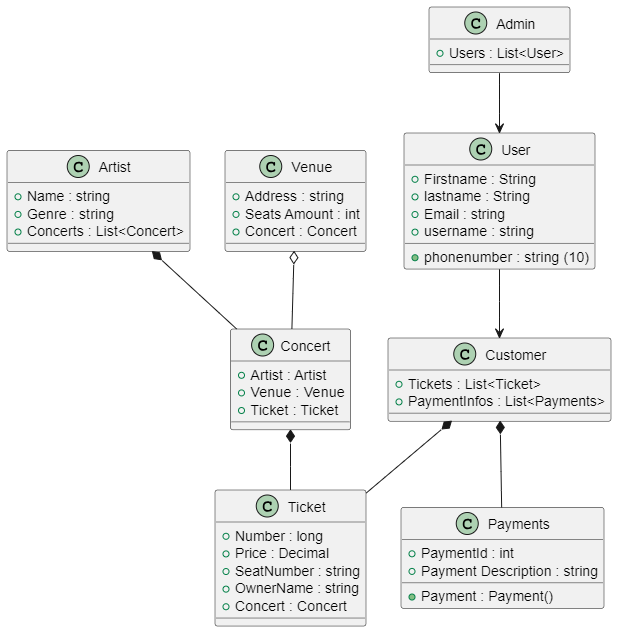 C Admin
Users : List<User>
C User
Firstname : String
lastname : String
Email : string
username : string
phonenumber : string (10)
C Artist
Name : string
Genre : string
Concerts : List<Concert>
C Venue
Address : string
Seats Amount : int
Concert : Concert
C Concert
Artist : Artist
Venue : Venue
Ticket : Ticket
C Customer
Tickets : List<Ticket>
PaymentInfos : List<Payments>
C Ticket
Number : long
Price : Decimal
SeatNumber : string
OwnerName : string
Concert : Concert
C Payments
PaymentId : int
Payment Description : string
Payment : Payment()